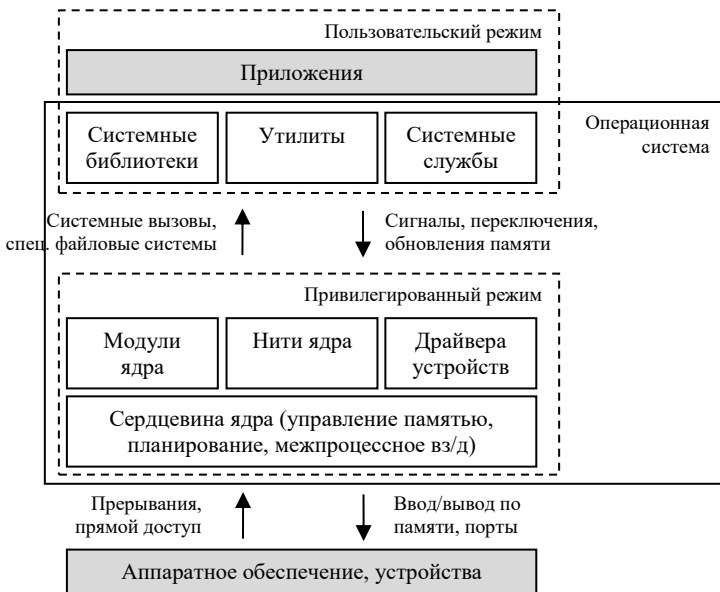 Пользовательский режим
Приложения
Операционная
система
Системные
библиотеки
Утилиты
Системные
службы
Системные вызовы,
спец. файловые системы
Сигналы, переключения,
обновления памяти
Привилегированный режим
Модули
ядра
Нити ядра
Драйвера
устройств
Сердцевина ядра (управление памятью,
планирование, межпроцессное вз/д)
Прерывания,
прямой доступ
Ввод/вывод по
памяти, порты
Аппаратное обеспечение, устройства